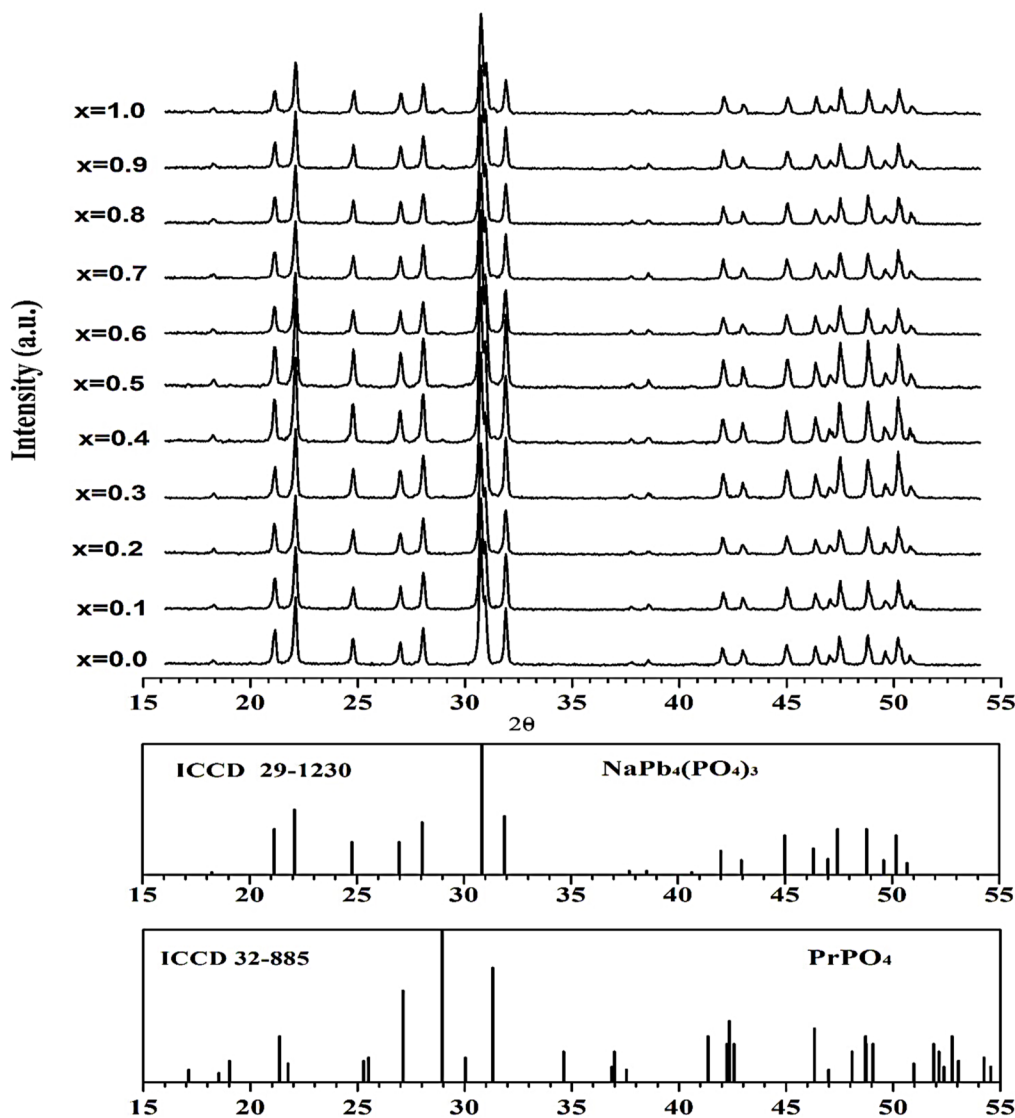 x=1.0
x=0.9
x=0.8
x=0.7
x=0.6
x=0.5
x=0.4
x=0.3
x=0.2
x=0.1
x=0.0
Intensity (a.u.)
15 20 25 30 35 40 45 50 55
2θ
ICCD 29-1230 NaPb₄(PO₄)₃
15 20 25 30 35 40 45 50 55
ICCD 32-885 PrPO₄
15 20 25 30 35 40 45 50 55